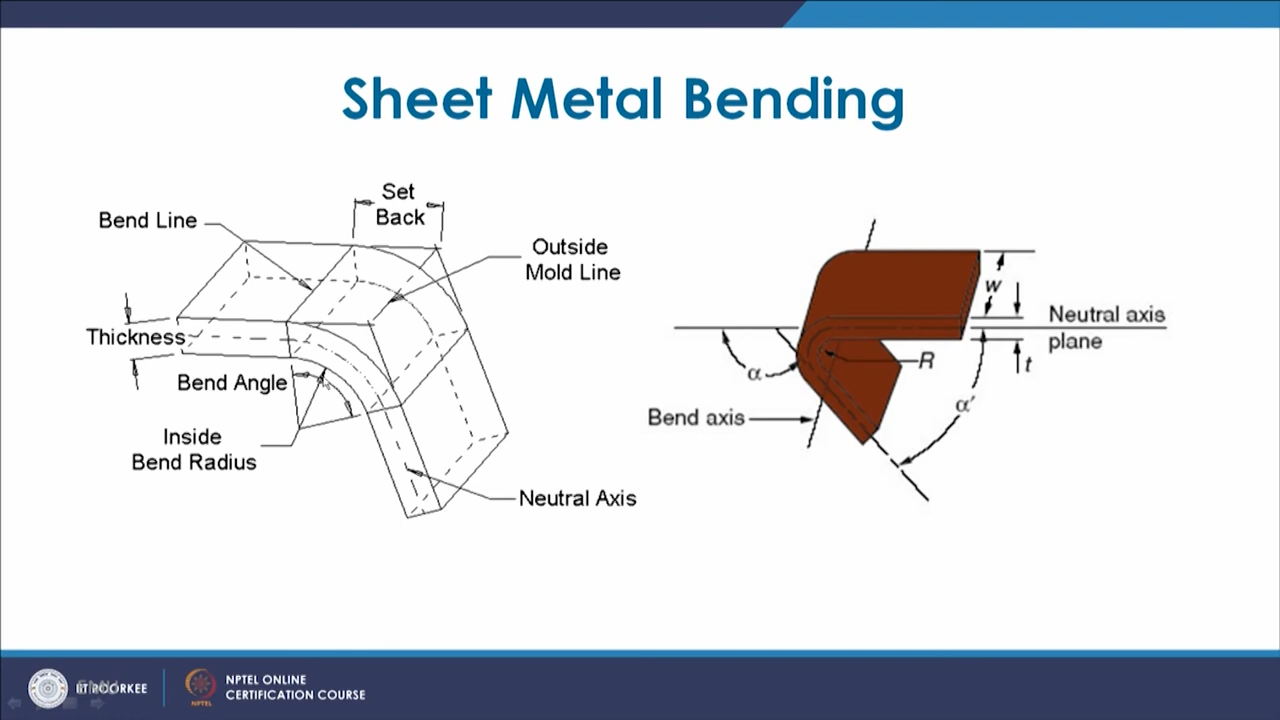 Sheet Metal Bending
Set
Back
Bend Line
Outside
Mold Line
Thickness
Bend Angle
Inside
Bend Radius
Neutral Axis
w
Neutral axis
plane
R
t
α
α'
Bend axis
IIT ROORKEE
NPTEL ONLINE
CERTIFICATION COURSE
NPTEL